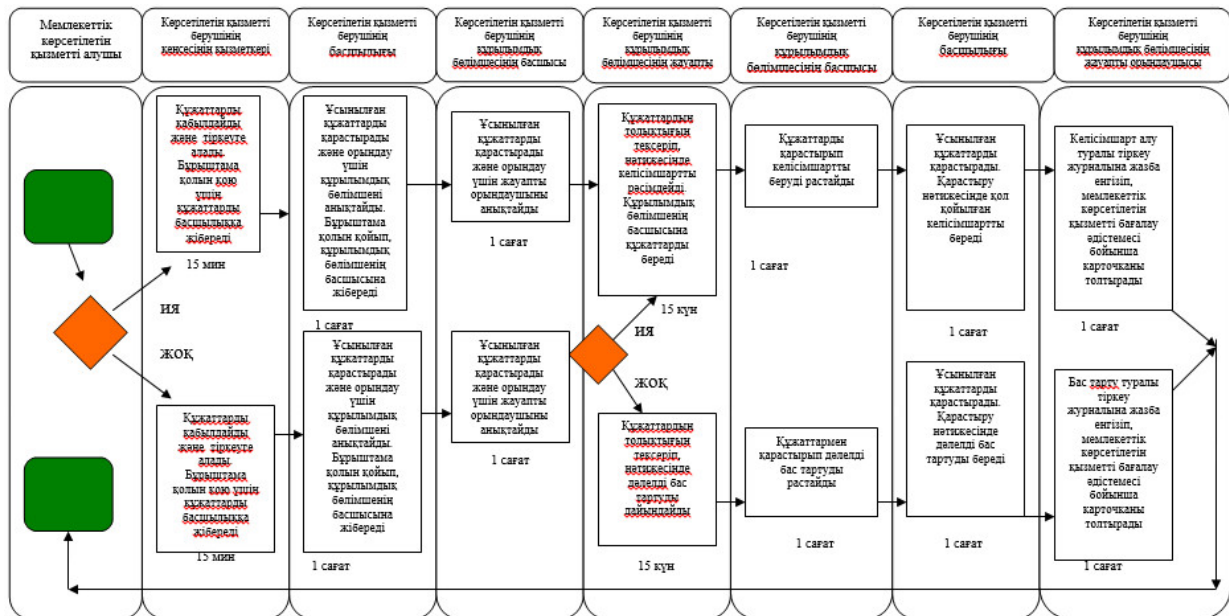 Мемлекеттік
көрсетілетін
қызметті алушы
Көрсетілетін қызметті
берушінің
кеңсесінің қызметкері
Көрсетілетін қызметті
берушінің
басшылығы
Көрсетілетін қызметті
берушінің
құрылымдық
бөлімшесінің басшысы
Көрсетілетін қызметті
берушінің
құрылымдық
бөлімшесінің жауапты
Көрсетілетін қызметті
берушінің
құрылымдық
бөлімшесінің басшысы
Көрсетілетін қызметті
берушінің
басшылығы
Көрсетілетін қызметті
берушінің
құрылымдық бөлімшесінің
жауапты орындаушысы
Құжаттарды
қабылдайды
және тіркеуге
алады.
Бұрыштама
қолын қою
үшін
құжаттарды
басшылыққа
жібереді
15 мин
Ұсынылған
құжаттарды
қарастырады
және орындау
үшін
құрылымдық
бөлімшені
анықтайды.
Бұрыштама
қолын қойып,
құрылымдық
бөлімшенің
басшысына
жібереді
1 сағат
Ұсынылған
құжаттарды
қарастырады
және орындау
үшін жауапты
орындаушыны
анықтайды
1 сағат
Құжаттардың
толықтығын
тексеріп,
нәтижесінде
келісімшартты
рәсімдейді.
Құрылымдық
бөлімшенің
басшысына
құжаттарды
береді
15 күн
Құжаттарды
қарастырып
келісімшартты
беруді растайды
1 сағат
Ұсынылған
құжаттарды
қарастырады.
Қарастыру
нәтижесінде қол
қойылған
келісімшартты
береді
1 сағат
Келісімшарт алу
туралы тіркеу
журналына жазба
енгізіп,
мемлекеттік
көрсетілетін
қызметті бағалау
әдістемесі
бойынша
карточканы
толтырады
1 сағат
ИЯ
ЖОҚ
ИЯ
ЖОҚ
Құжаттарды
қабылдайды
және тіркеуге
алады.
Бұрыштама
қолын қою үшін
құжаттарды
басшылыққа
жібереді
15 мин
Ұсынылған
құжаттарды
қарастырады
және орындау
үшін
құрылымдық
бөлімшені
анықтайды.
Бұрыштама
қолын қойып,
құрылымдық
бөлімшенің
басшысына
жібереді
1 сағат
Ұсынылған
құжаттарды
қарастырады
және орындау
үшін жауапты
орындаушыны
анықтайды
1 сағат
Құжаттардың
толықтығын
тексеріп,
нәтижесінде
дәлелді бас
тартуды
дайындайды
15 күн
Құжаттармен
қарастырып дәлелді
бас тартуды
растайды
1 сағат
Ұсынылған
құжаттарды
қарастырады.
Қарастыру
нәтижесінде
дәлелді бас
тартуды береді
1 сағат
Бас тарту туралы
тіркеу
журналына жазба
енгізіп,
мемлекеттік
көрсетілетін
қызметті бағалау
әдістемесі
бойынша
карточканы
толтырады
1 сағат